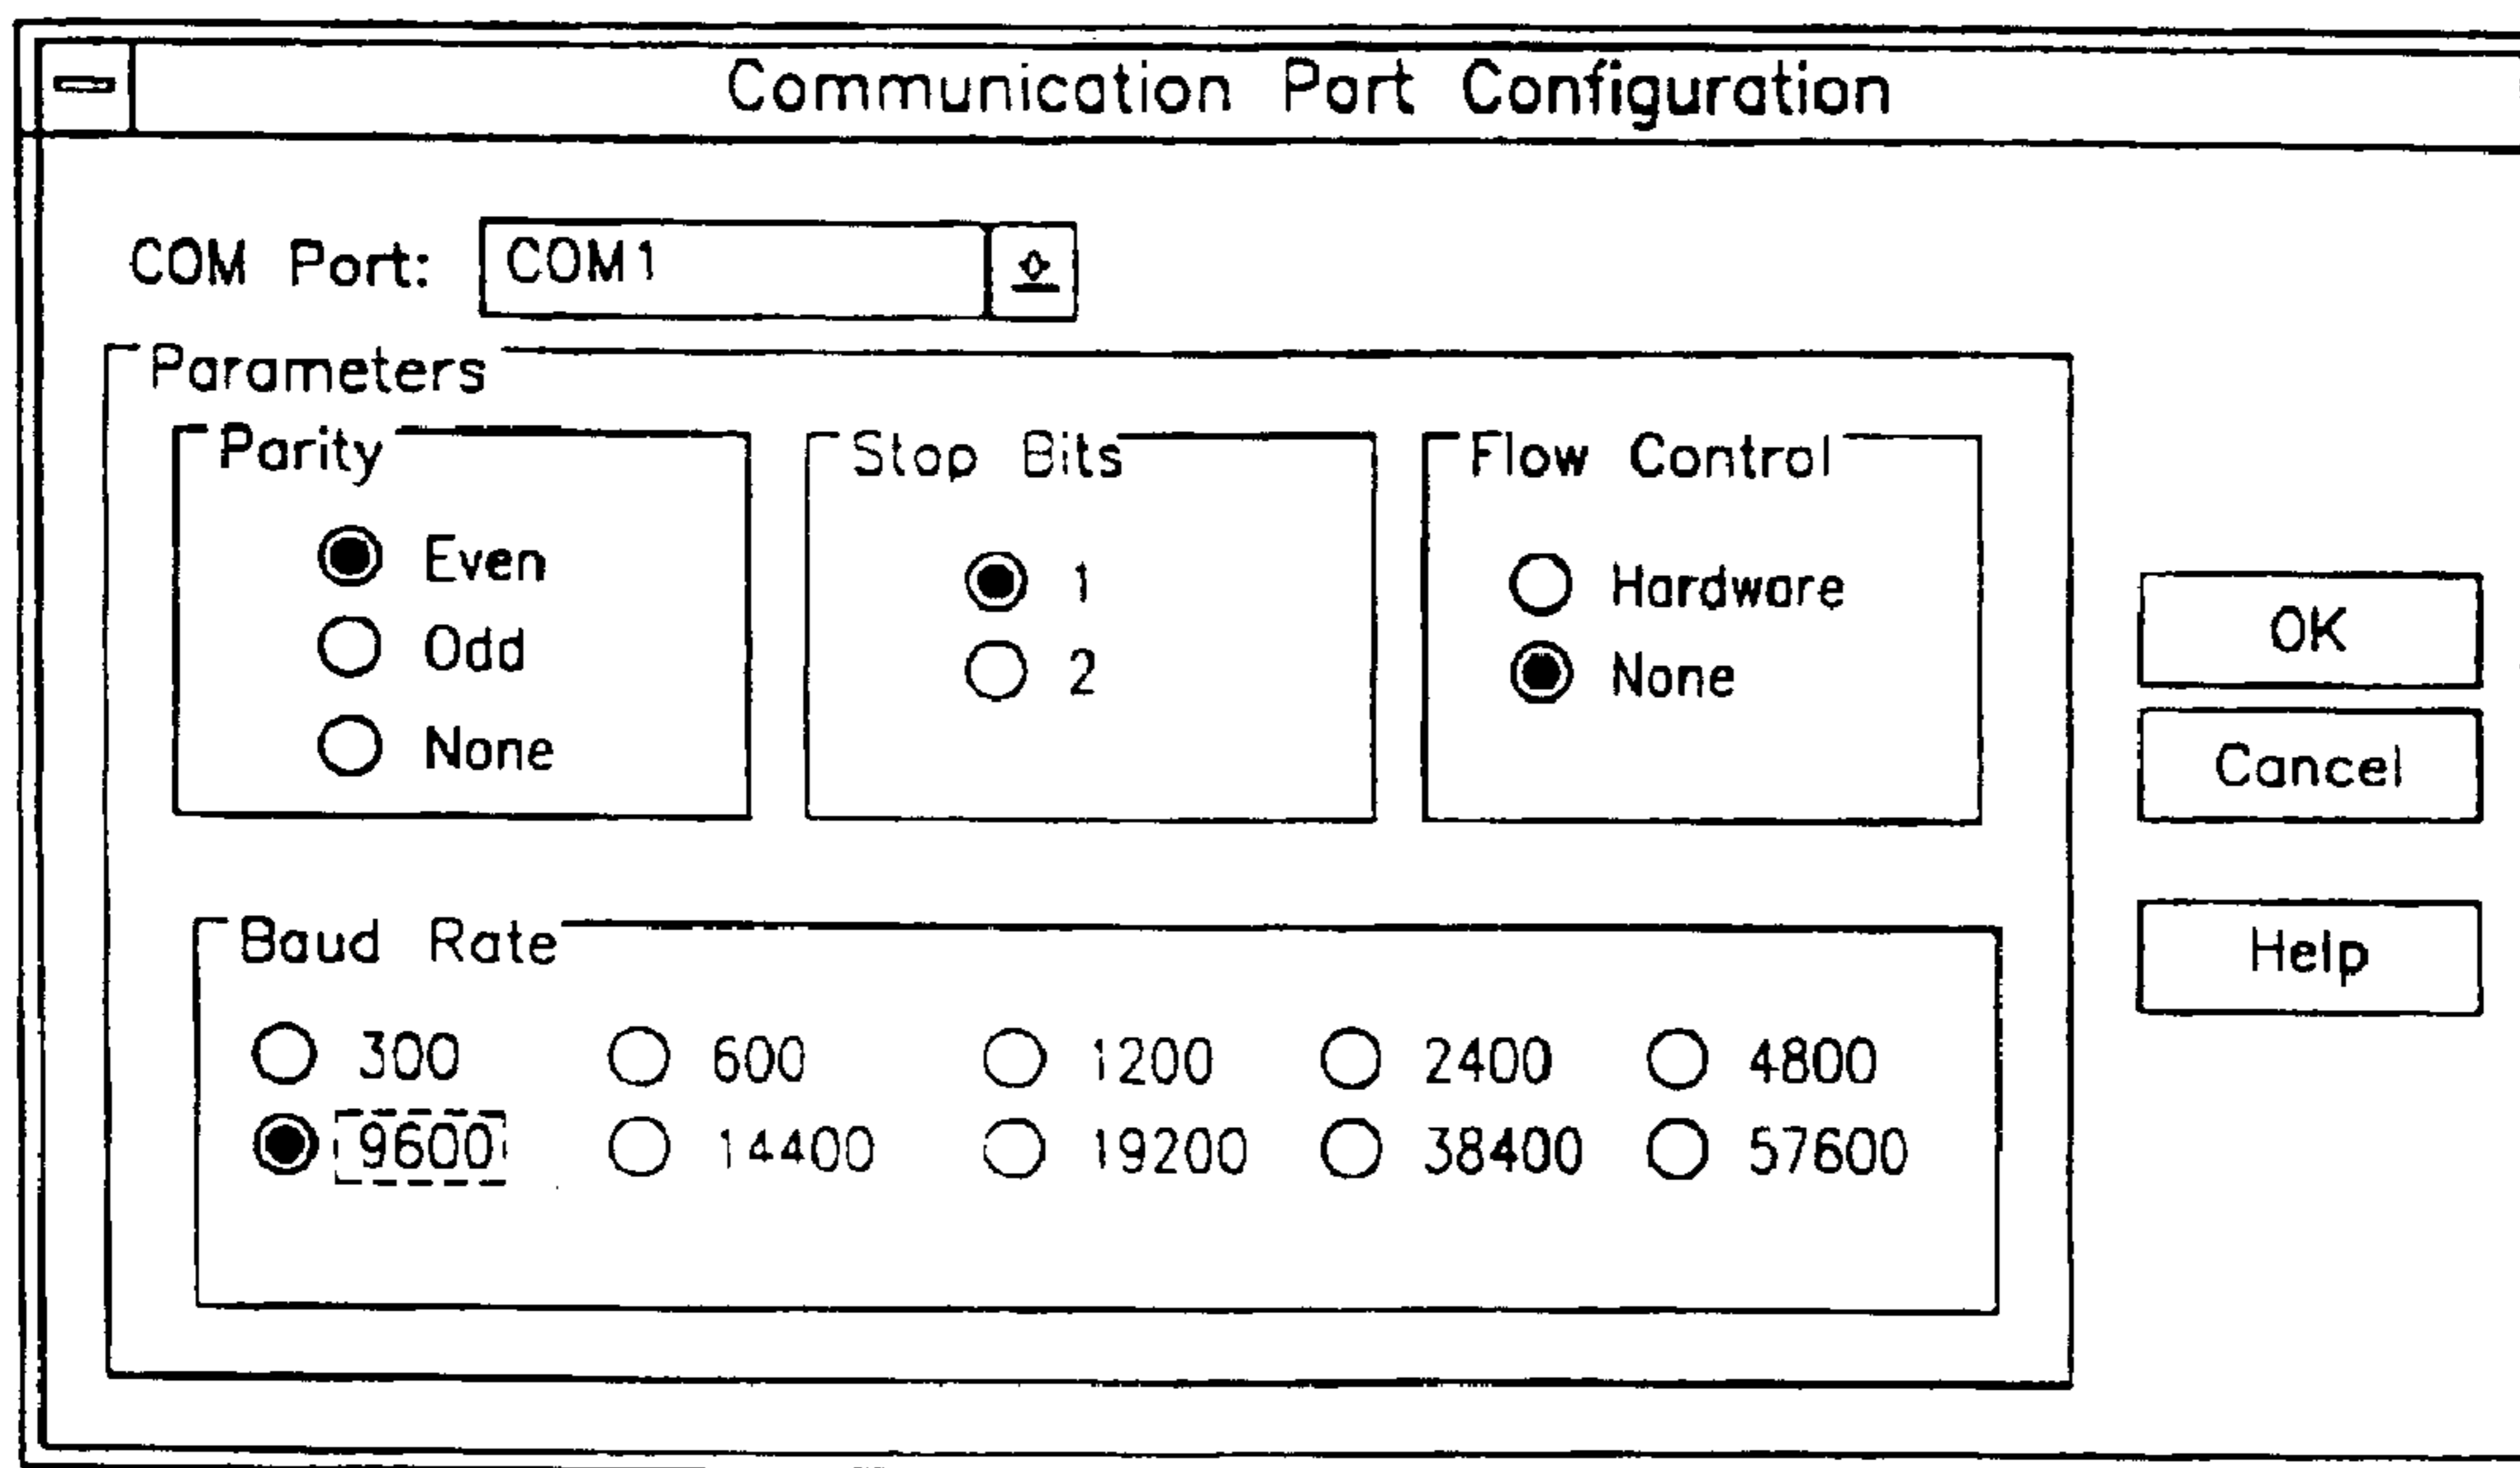 Communication Port Configuration
COM Port: COM1
Parameters
Parity
Even
Odd
None
Stop Bits
1
2
Flow Control
Hardware
None
OK
Cancel
Help
Baud Rate
300 600 1200 2400 4800
9600 14400 19200 38400 57600